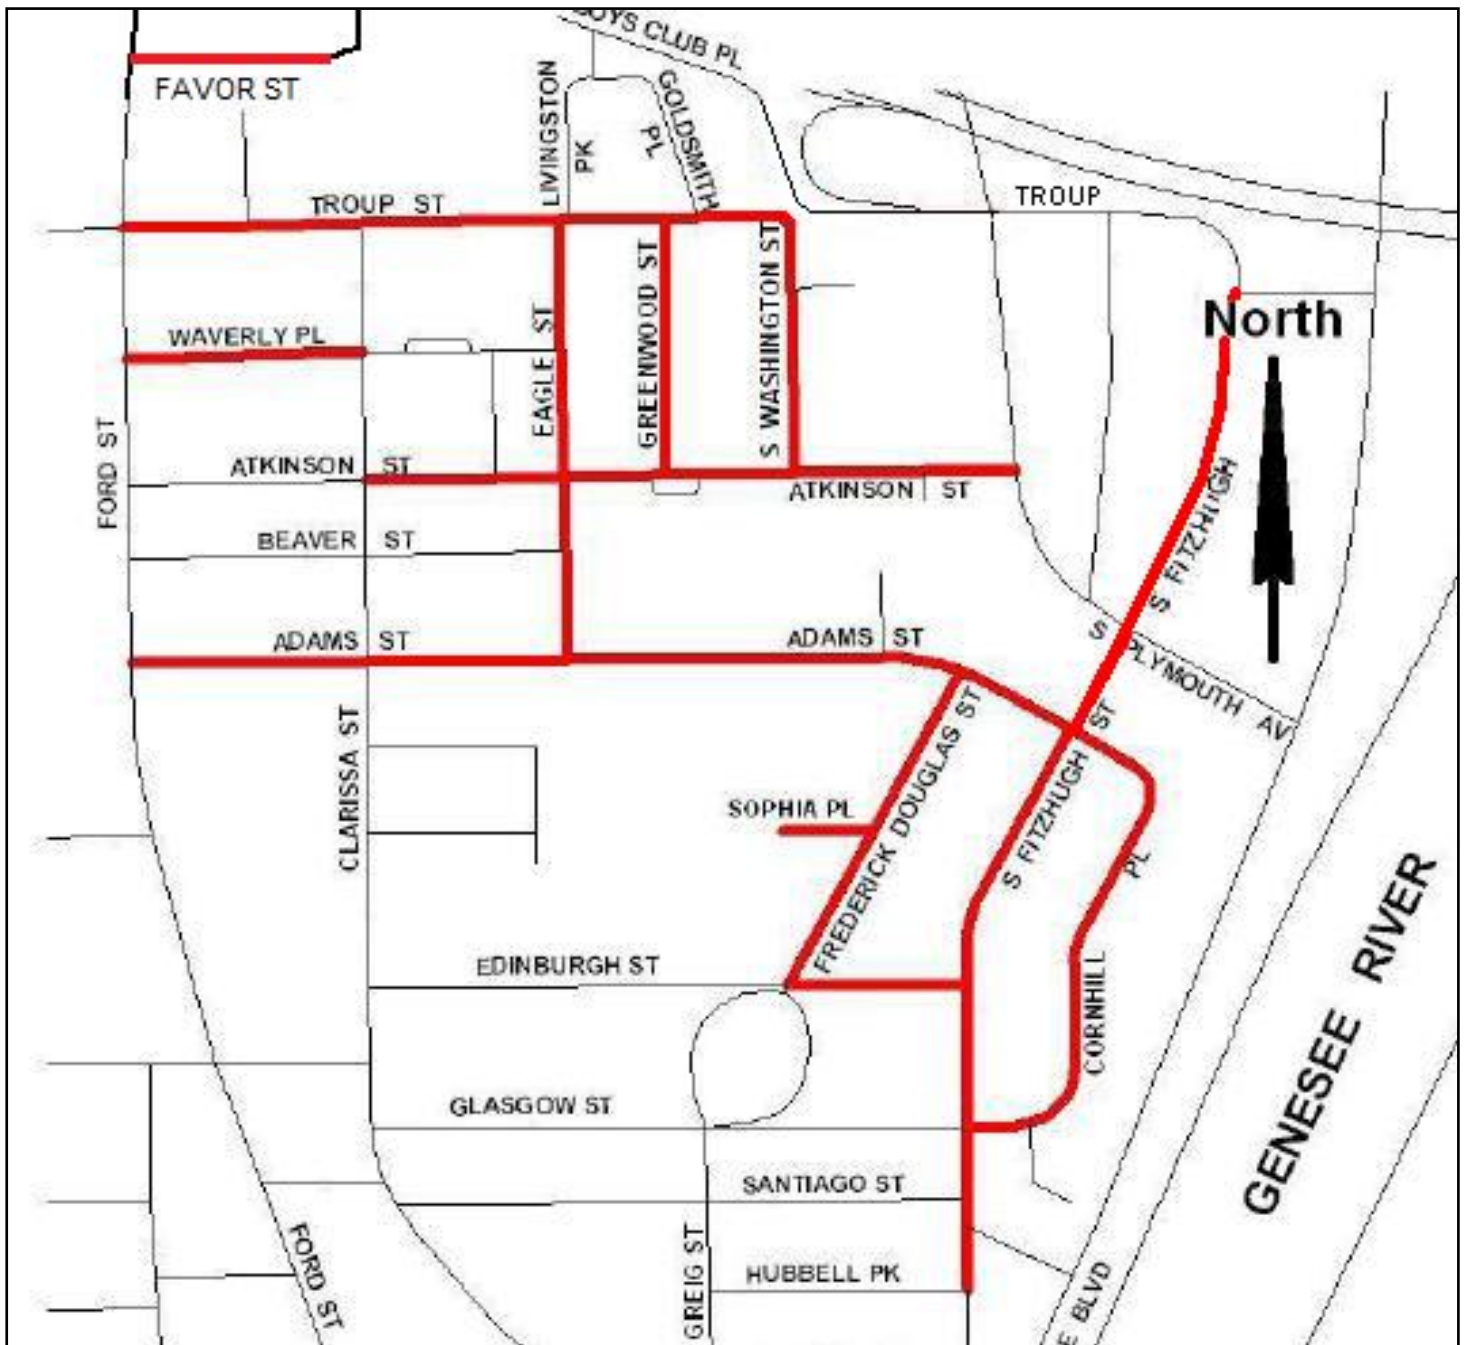 OYS CLUB PL
FAVOR ST
LIVINGSTON
PK
GOLDSMITH
PL
TROUP ST
TROUP
North
WAVERLY PL
EAGLE ST
GREENWOOD ST
S WASHINGTON ST
FORD ST
ATKINSON ST
ATKINSON ST
S FITZHUGH
BEAVER ST
ADAMS ST
ADAMS ST
S PLYMOUTH AV
CLARISSA ST
SOPHIA PL
FREDERICK DOUGLAS ST
S FITZHUGH ST
CORNHILL PL
EDINBURGH ST
GENESEE RIVER
GLASGOW ST
SANTIAGO ST
FORD ST
GREIG ST
HUBBELL PK
E BLVD